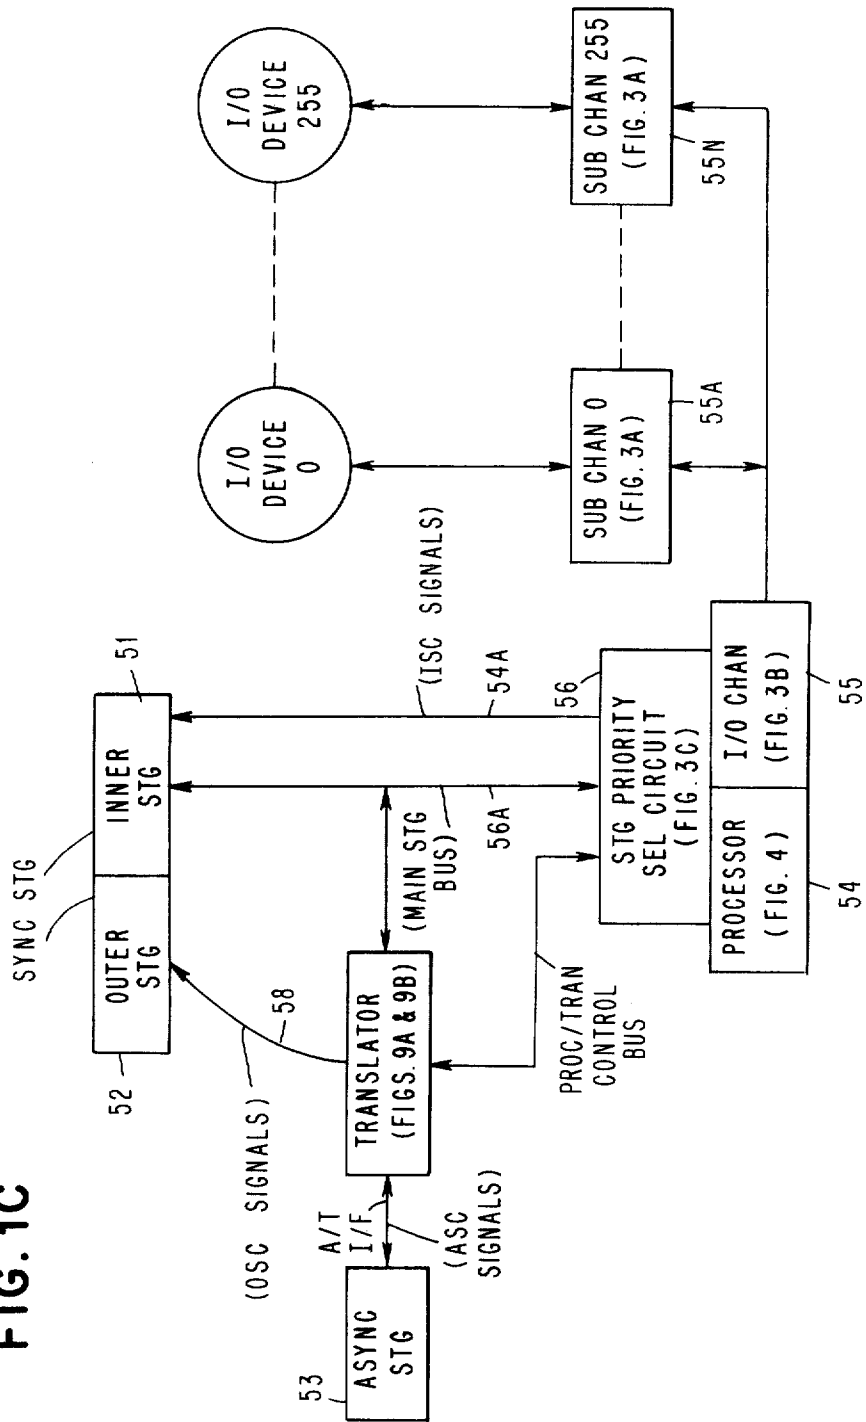 FIG. 1C
SYNC STG
OUTER
STG
INNER
STG
52
51
(OSC SIGNALS)
58
53
ASYNC
STG
A/T
I/F
(ASC
SIGNALS)
TRANSLATOR
(FIGS. 9A & 9B)
(MAIN STG
BUS)
56A
(ISC SIGNALS)
54A
PROC/TRAN
CONTROL
BUS
STG PRIORITY
SEL CIRCUIT
(FIG. 3C)
56
PROCESSOR
(FIG. 4)
54
I/O CHAN
(FIG. 3B)
55
I/O
DEVICE
0
I/O
DEVICE
255
SUB CHAN 0
(FIG. 3A)
55A
SUB CHAN 255
(FIG. 3A)
55N